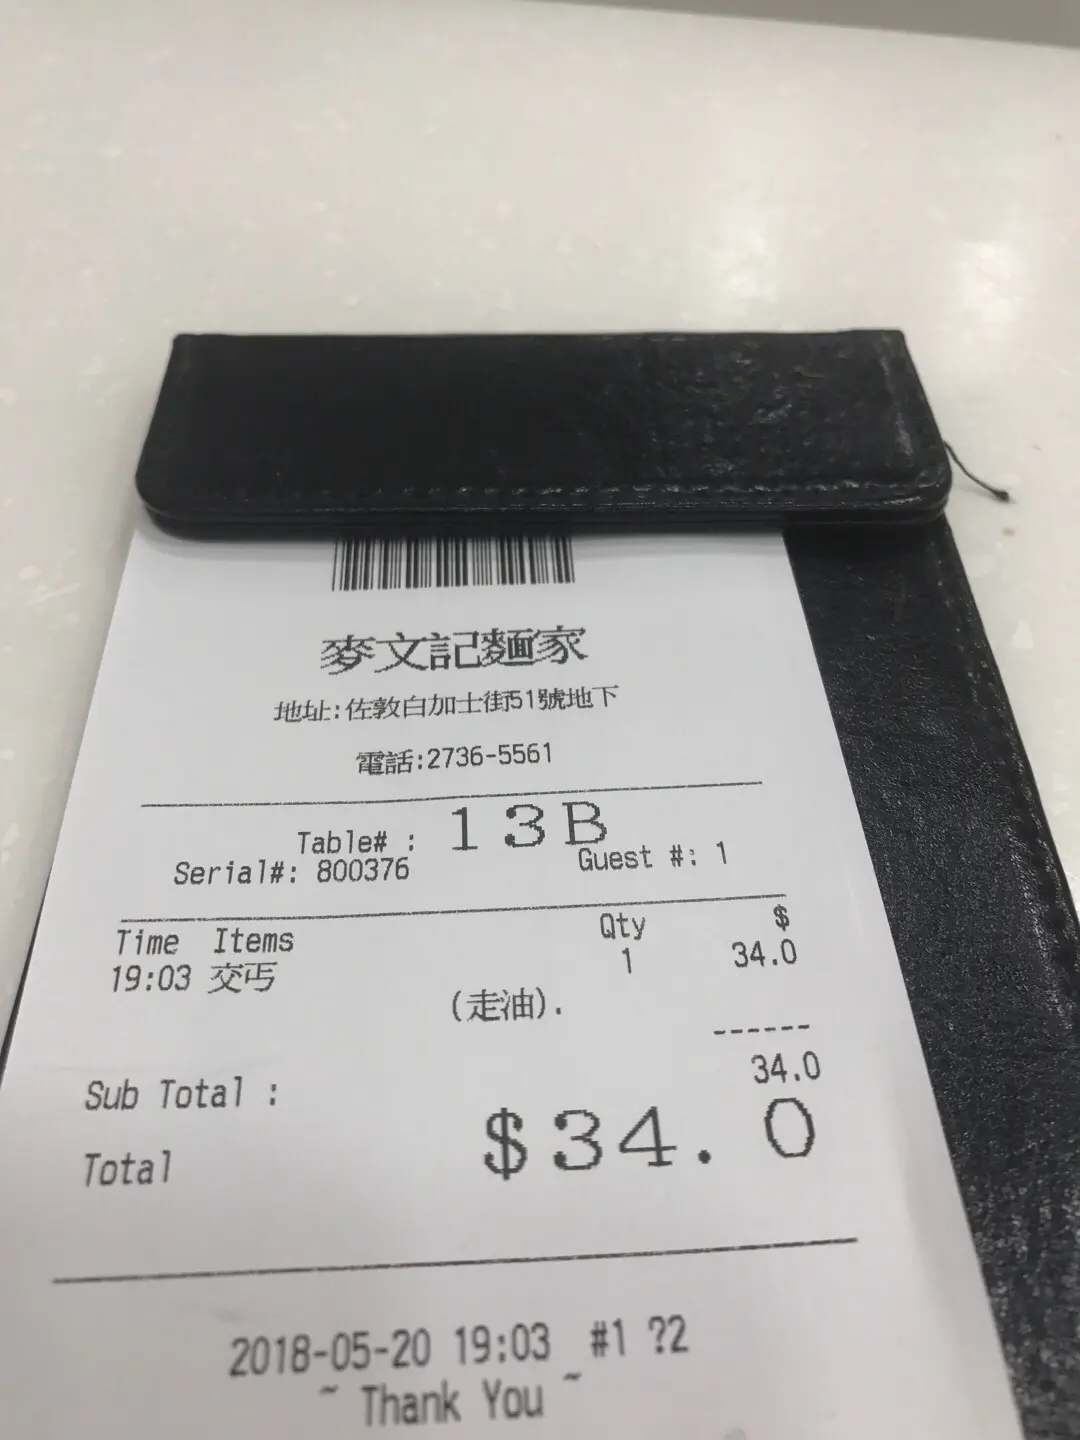 麥文記麵家
地址:佐敦白加士街51號地下
電話:2736-5561
Table# : 13B
Serial#: 800376 Guest #: 1
Time Items Qty $
19:03 交丐 1 34.0
(走油).
------
Sub Total : 34.0
Total $34.0
2018-05-20 19:03 #1 ?2
~ Thank You ~